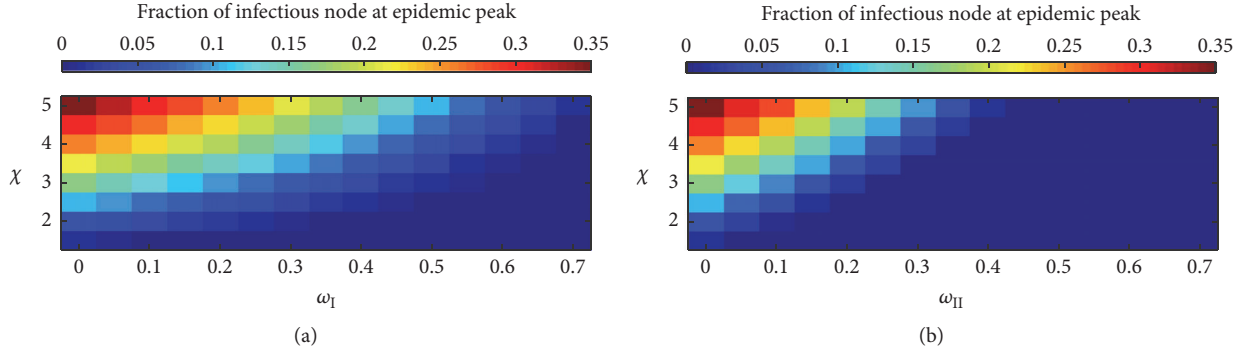 Fraction of infectious node at epidemic peak
0 0.05 0.1 0.15 0.2 0.25 0.3 0.35
5
4
χ 3
2
0 0.1 0.2 0.3 0.4 0.5 0.6 0.7
ωI
(a)
Fraction of infectious node at epidemic peak
0 0.05 0.1 0.15 0.2 0.25 0.3 0.35
5
4
χ 3
2
0 0.1 0.2 0.3 0.4 0.5 0.6 0.7
ωII
(b)